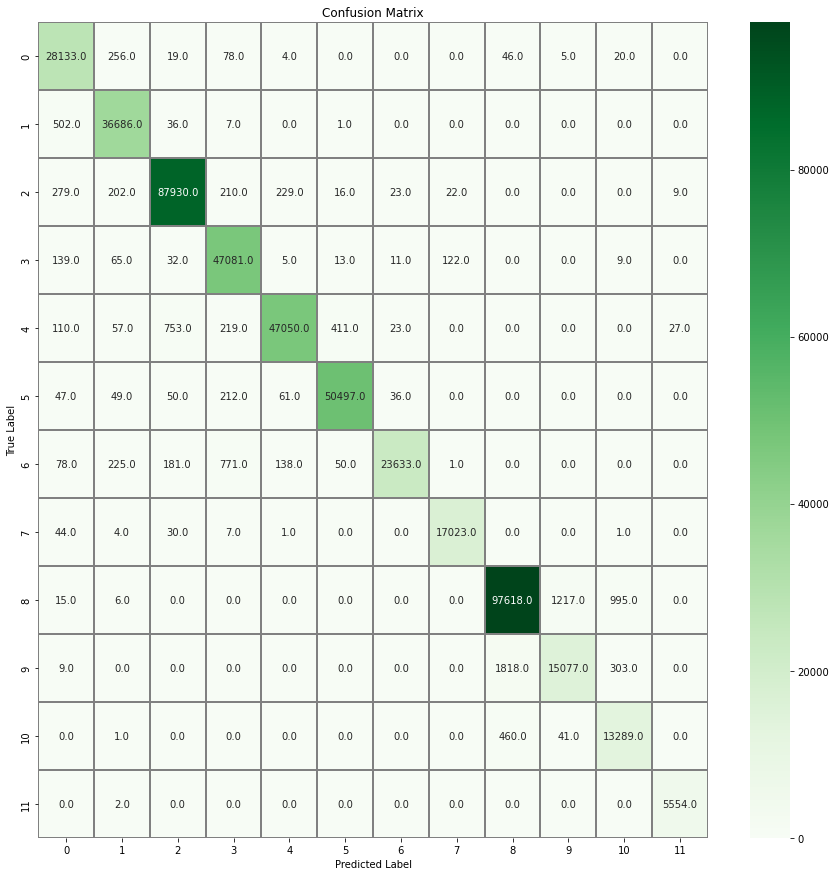 Confusion Matrix
0 28133.0 256.0 19.0 78.0 4.0 0.0 0.0 0.0 46.0 5.0 20.0 0.0
1 502.0 36686.0 36.0 7.0 0.0 1.0 0.0 0.0 0.0 0.0 0.0 0.0
2 279.0 202.0 87930.0 210.0 229.0 16.0 23.0 22.0 0.0 0.0 0.0 9.0
3 139.0 65.0 32.0 47081.0 5.0 13.0 11.0 122.0 0.0 0.0 9.0 0.0
4 110.0 57.0 753.0 219.0 47050.0 411.0 23.0 0.0 0.0 0.0 0.0 27.0
5 47.0 49.0 50.0 212.0 61.0 50497.0 36.0 0.0 0.0 0.0 0.0 0.0
6 78.0 225.0 181.0 771.0 138.0 50.0 23633.0 1.0 0.0 0.0 0.0 0.0
7 44.0 4.0 30.0 7.0 1.0 0.0 0.0 17023.0 0.0 0.0 1.0 0.0
8 15.0 6.0 0.0 0.0 0.0 0.0 0.0 0.0 97618.0 1217.0 995.0 0.0
9 9.0 0.0 0.0 0.0 0.0 0.0 0.0 0.0 1818.0 15077.0 303.0 0.0
10 0.0 1.0 0.0 0.0 0.0 0.0 0.0 0.0 460.0 41.0 13289.0 0.0
11 0.0 2.0 0.0 0.0 0.0 0.0 0.0 0.0 0.0 0.0 0.0 5554.0
0 1 2 3 4 5 6 7 8 9 10 11
Predicted Label
True Label
80000
60000
40000
20000
0